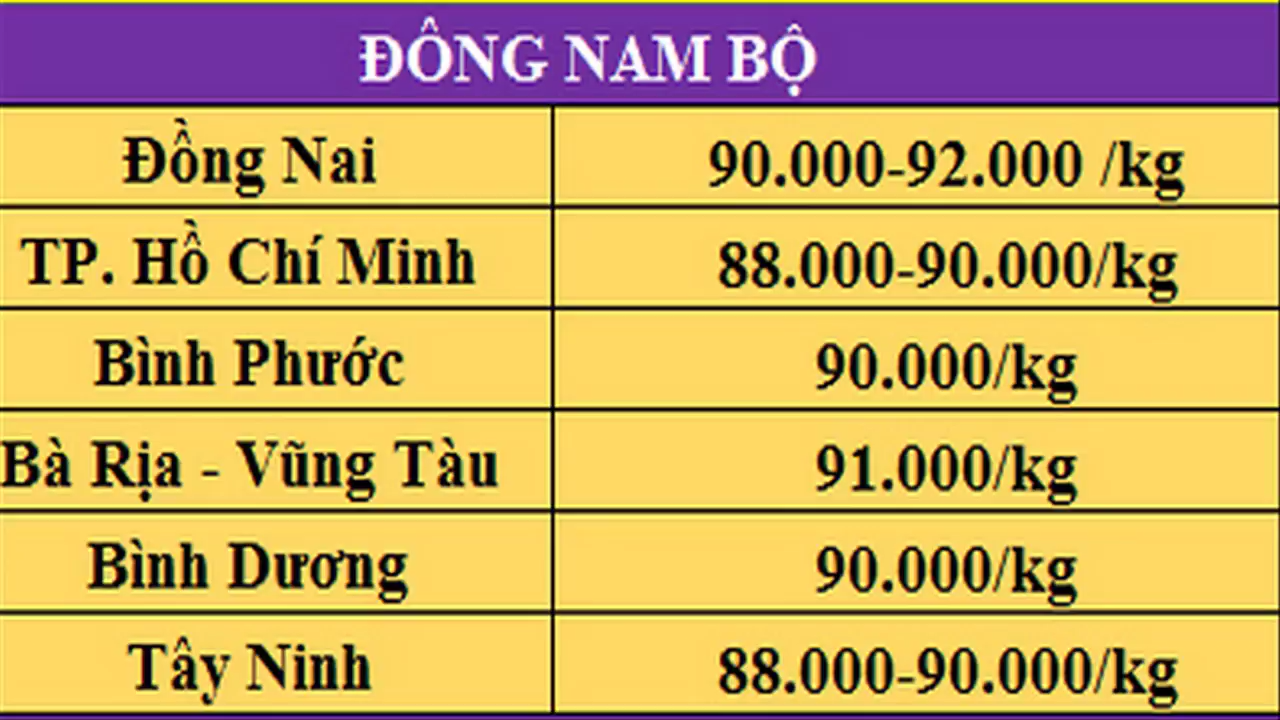 ĐÔNG NAM BỘ
Đồng Nai 90.000-92.000 /kg
TP. Hồ Chí Minh 88.000-90.000/kg
Bình Phước 90.000/kg
Bà Rịa - Vũng Tàu 91.000/kg
Bình Dương 90.000/kg
Tây Ninh 88.000-90.000/kg